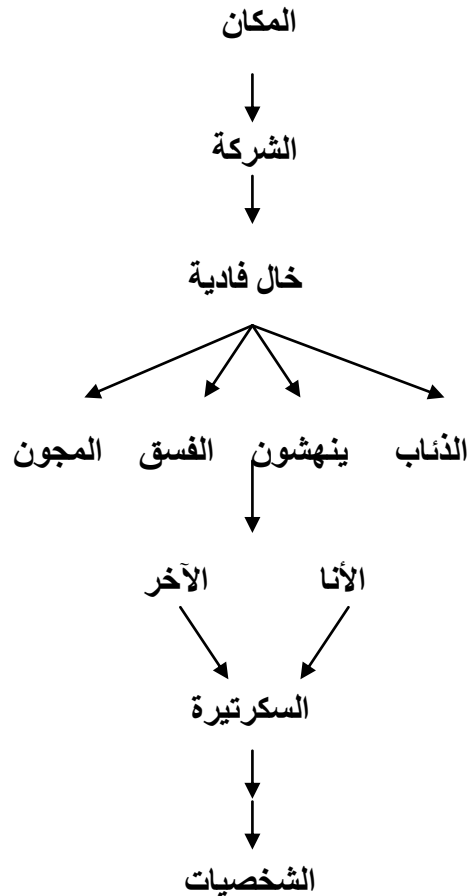 المكان
الشركة
خال فادية
الذئاب ينهشون الفسق المجون
الأنا الآخر
السكرتيرة
الشخصيات